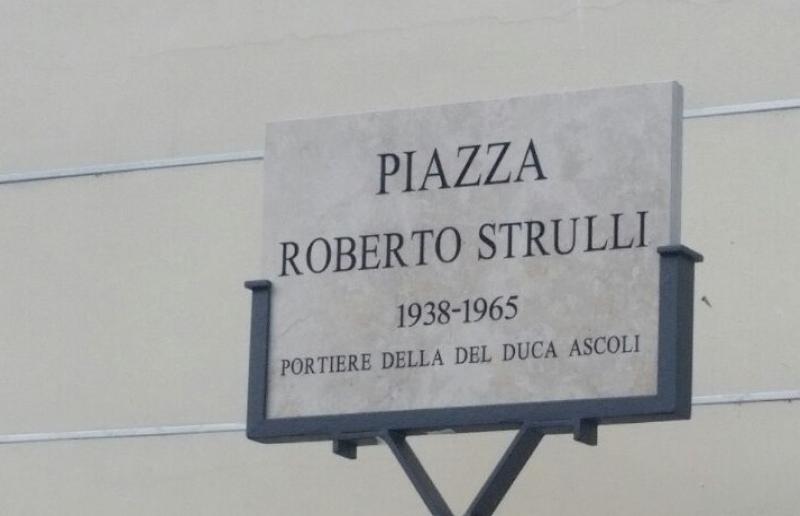 PIAZZA
ROBERTO STRULLI
1938-1965
PORTIERE DELLA DEL DUCA ASCOLI